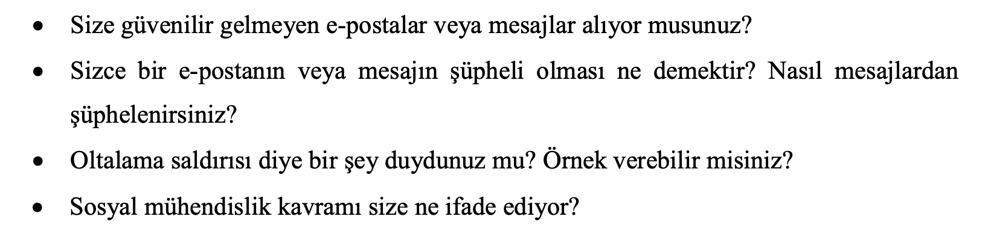 • Size güvenilir gelmeyen e-postalar veya mesajlar alıyor musunuz?
• Sizce bir e-postanın veya mesajın şüpheli olması ne demektir? Nasıl mesajlardan
şüphelenirsiniz?
• Oltalama saldırısı diye bir şey duydunuz mu? Örnek verebilir misiniz?
• Sosyal mühendislik kavramı size ne ifade ediyor?